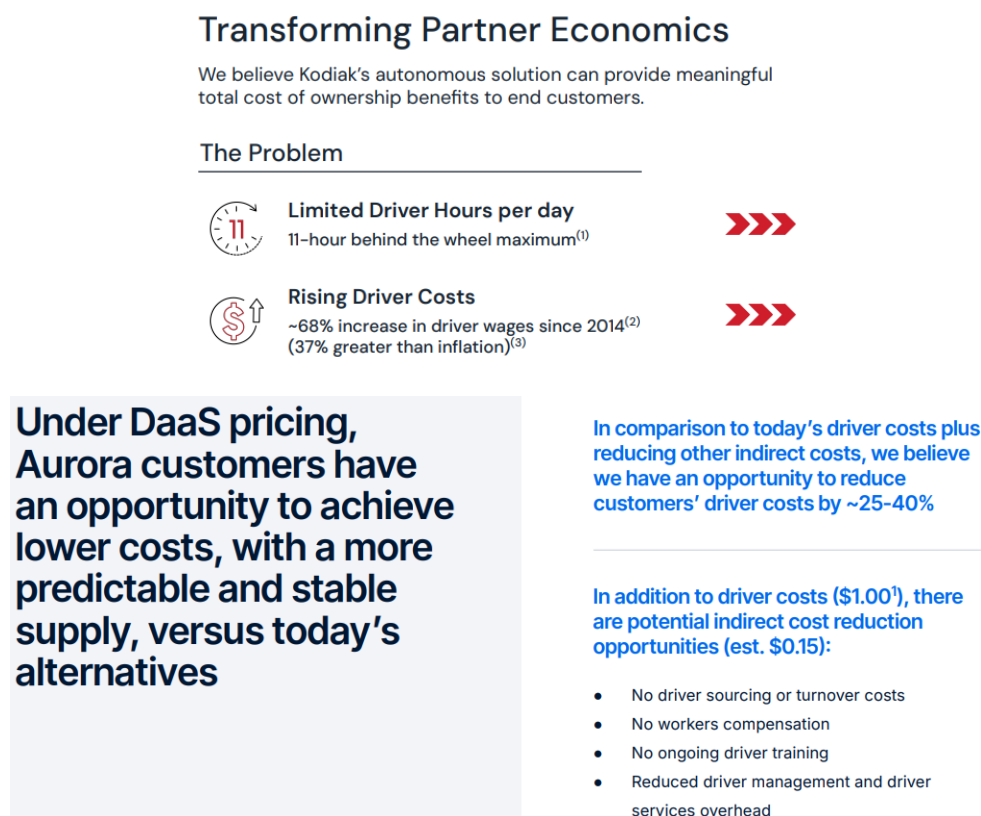 Transforming Partner Economics
We believe Kodiak’s autonomous solution can provide meaningful
total cost of ownership benefits to end customers.
The Problem
11
Limited Driver Hours per day
11-hour behind the wheel maximum(1)
$
Rising Driver Costs
~68% increase in driver wages since 2014(2)
(37% greater than inflation)(3)
Under DaaS pricing,
Aurora customers have
an opportunity to achieve
lower costs, with a more
predictable and stable
supply, versus today’s
alternatives
In comparison to today’s driver costs plus
reducing other indirect costs, we believe
we have an opportunity to reduce
customers’ driver costs by ~25-40%
In addition to driver costs ($1.00¹), there
are potential indirect cost reduction
opportunities (est. $0.15):
● No driver sourcing or turnover costs
● No workers compensation
● No ongoing driver training
● Reduced driver management and driver
services overhead